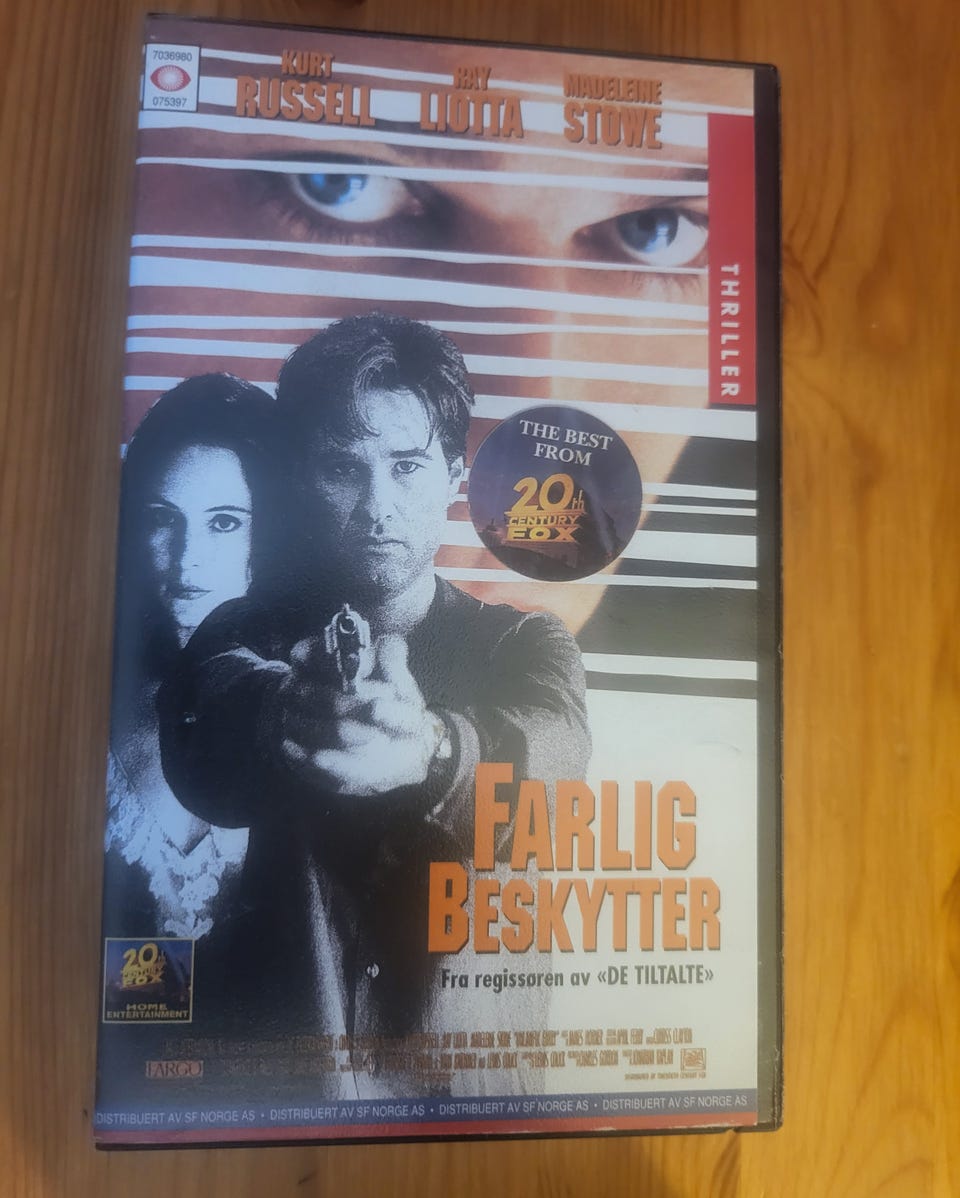 7036980
075397
KURT
RUSSELL
RAY
LIOTTA
MADELEINE
STOWE
THRILLER
THE BEST
FROM
20th
CENTURY
FOX
FARLIG
BESKYTTER
Fra regissøren av «DE TILTALTE»
20th
CENTURY
FOX
HOME
ENTERTAINMENT
FARGO
DISTRIBUERT AV SF NORGE AS • DISTRIBUERT AV SF NORGE AS • DISTRIBUERT AV SF NORGE AS • DISTRIBUERT AV SF NORGE AS